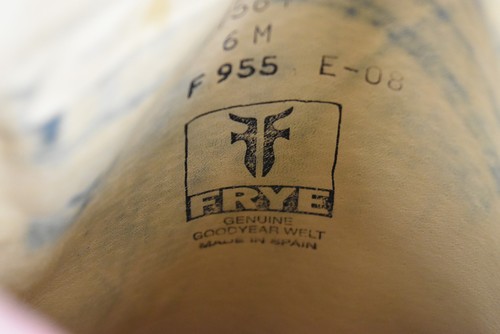 6 M
F 955 E-08
FRYE
GENUINE
GOODYEAR WELT
MADE IN SPAIN